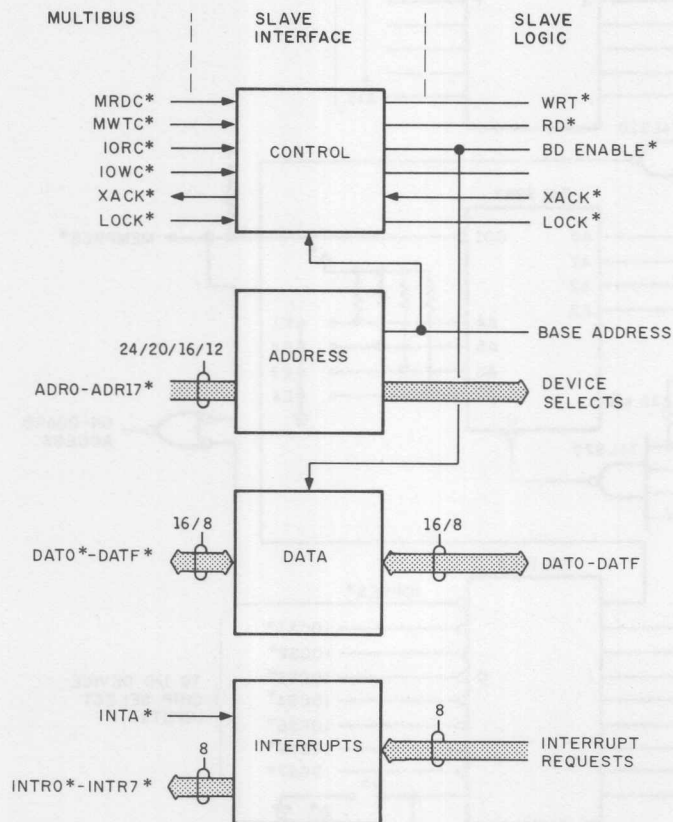 MULTIBUS
SLAVE INTERFACE
SLAVE LOGIC
MRDC*
MWTC*
IORC*
IOWC*
XACK*
LOCK*
CONTROL
WRT*
RD*
BD ENABLE*
XACK*
LOCK*
24/20/16/12
ADR0-ADR17*
ADDRESS
BASE ADDRESS
DEVICE SELECTS
16/8
DAT0*-DATF*
DATA
16/8
DAT0-DATF
INTA*
8
INTR0*-INTR7*
INTERRUPTS
8
INTERRUPT REQUESTS